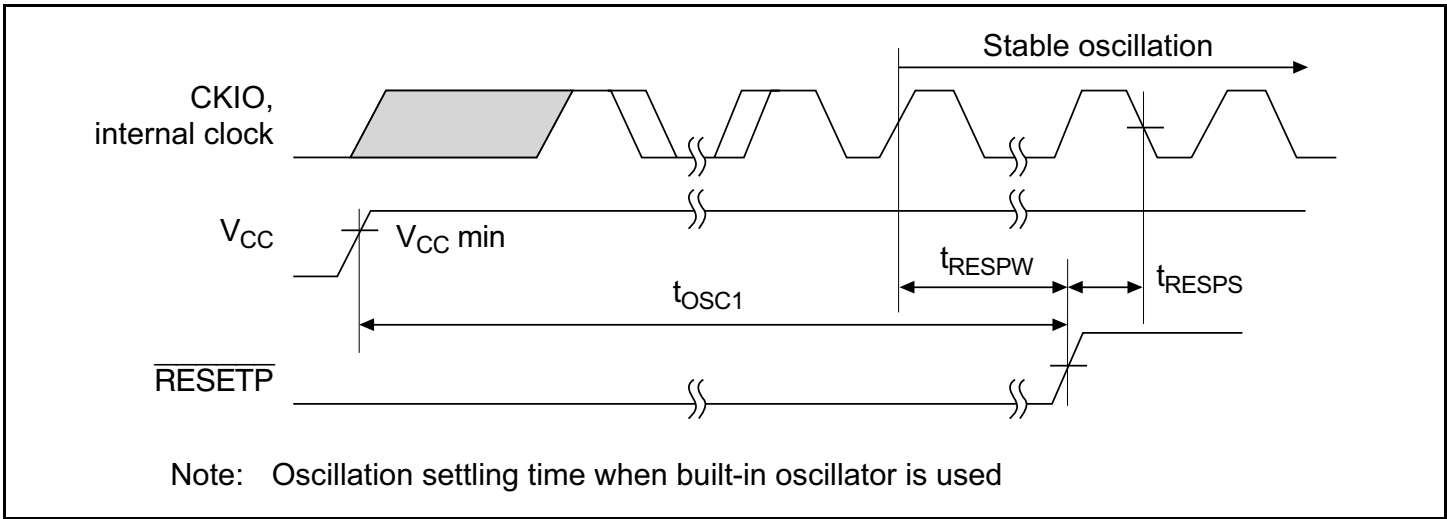 Stable oscillation
CKIO,
internal clock
VCC
VCC min
tRESPW
tRESPS
tOSC1
RESETP
Note: Oscillation settling time when built-in oscillator is used